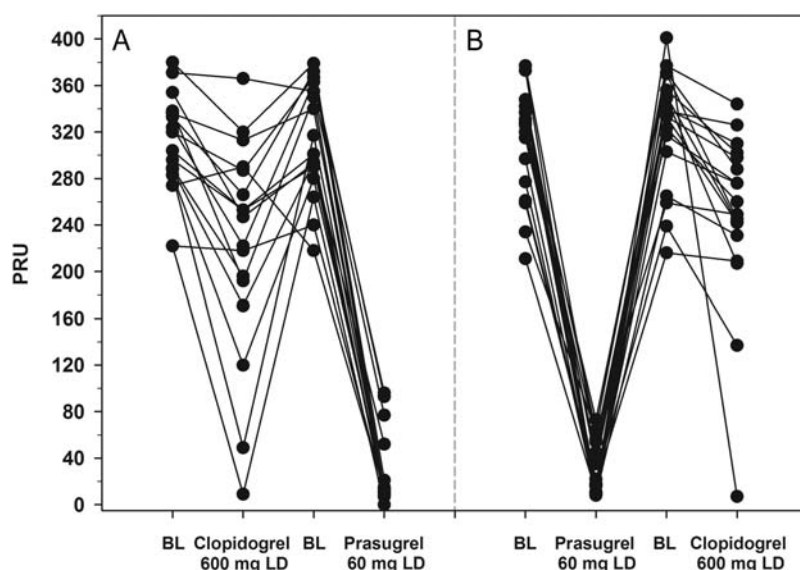 A
B
400
360
320
280
240
200
160
120
80
40
0
PRU
BL Clopidogrel BL Prasugrel BL Prasugrel BL Clopidogrel
600 mg LD 60 mg LD 60 mg LD 600 mg LD